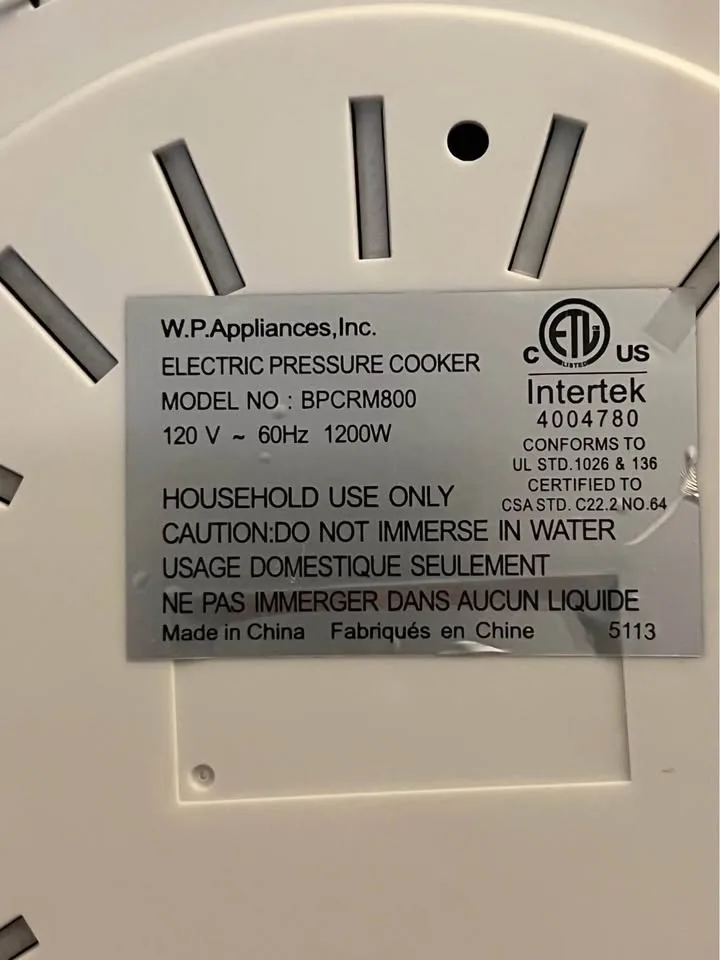 W.P.Appliances,Inc.
ELECTRIC PRESSURE COOKER
MODEL NO : BPCRM800
120 V ~ 60Hz 1200W
ETL
LISTED
C US
Intertek
4004780
CONFORMS TO
UL STD.1026 & 136
CERTIFIED TO
CSA STD. C22.2 NO.64
HOUSEHOLD USE ONLY
CAUTION:DO NOT IMMERSE IN WATER
USAGE DOMESTIQUE SEULEMENT
NE PAS IMMERGER DANS AUCUN LIQUIDE
Made in China Fabriqués en Chine 5113